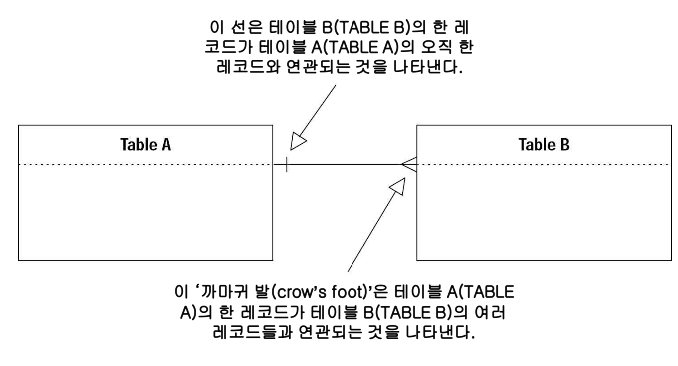 이 선은 테이블 B(TABLE B)의 한 레
코드가 테이블 A(TABLE A)의 오직 한
레코드와 연관되는 것을 나타낸다.
Table A
Table B
이 ‘까마귀 발(crow’s foot)’은 테이블 A(TABLE
A)의 한 레코드가 테이블 B(TABLE B)의 여러
레코드들과 연관되는 것을 나타낸다.